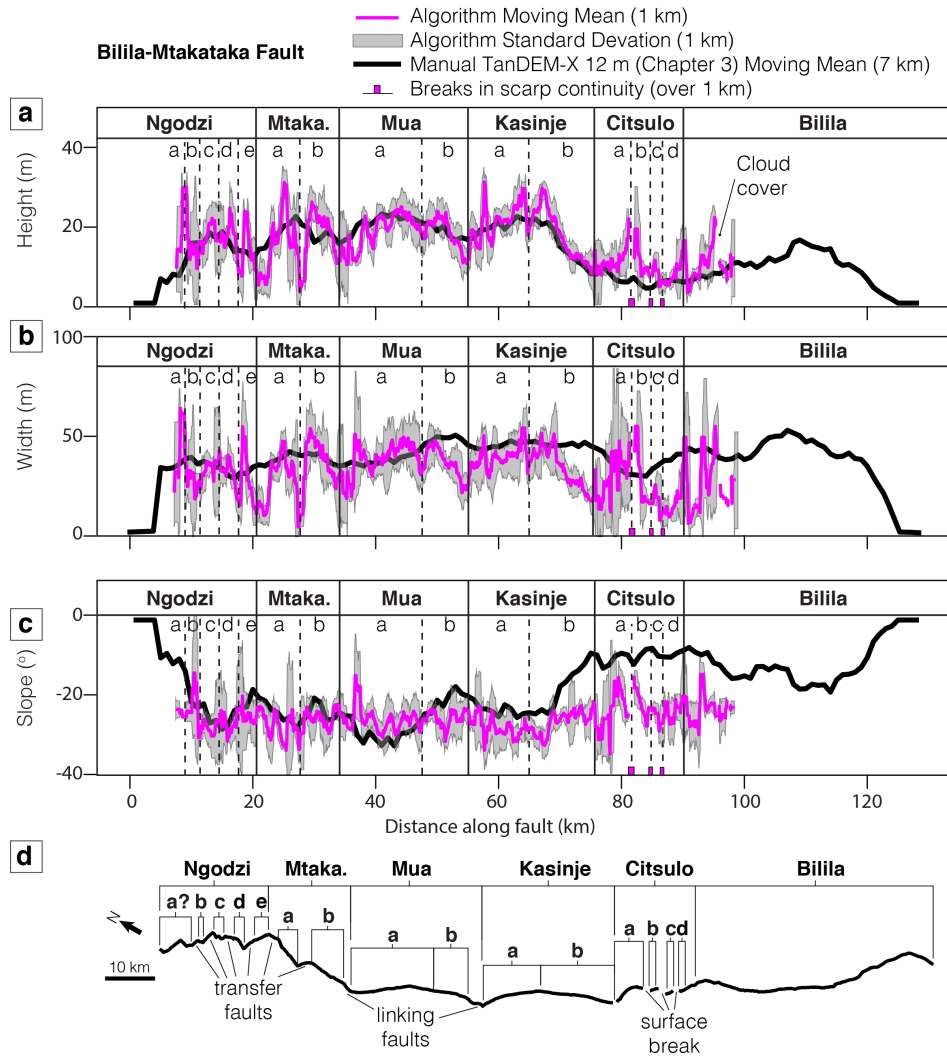 Bilila-Mtakataka Fault
Algorithm Moving Mean (1 km)
Algorithm Standard Devation (1 km)
Manual TanDEM-X 12 m (Chapter 3) Moving Mean (7 km)
Breaks in scarp continuity (over 1 km)
a
Ngodzi Mtaka. Mua Kasinje Citsulo Bilila
a b c d e a b a b a b a b c d
Cloud
cover
Height (m)
40
20
0
b
Ngodzi Mtaka. Mua Kasinje Citsulo Bilila
a b c d e a b a b a b a b c d
Width (m)
100
50
0
c
Ngodzi Mtaka. Mua Kasinje Citsulo Bilila
a b c d e a b a b a b a b c d
Slope (º)
0
-20
-40
0 20 40 60 80 100 120
Distance along fault (km)
d
Ngodzi Mtaka. Mua Kasinje Citsulo Bilila
a? b c d e a b a b a b a b c d
N
10 km
transfer
faults
linking
faults
surface
break